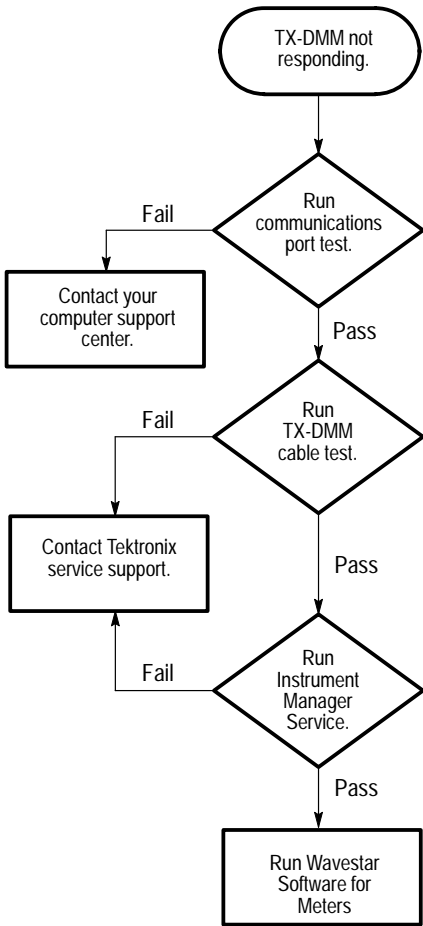 TX-DMM not
responding.
Run
communications
port test.
Fail
Contact your
computer support
center.
Pass
Run
TX-DMM
cable test.
Fail
Contact Tektronix
service support.
Pass
Run
Instrument
Manager
Service.
Fail
Pass
Run Wavestar
Software for
Meters